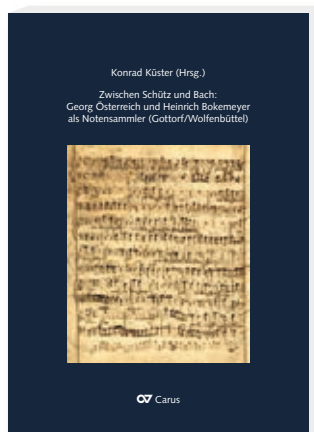 Konrad Küster (Hrsg.)
Zwischen Schütz und Bach:
Georg Österreich und Heinrich Bokemeyer
als Notensammler (Gottorf/Wolfenbüttel)
Carus